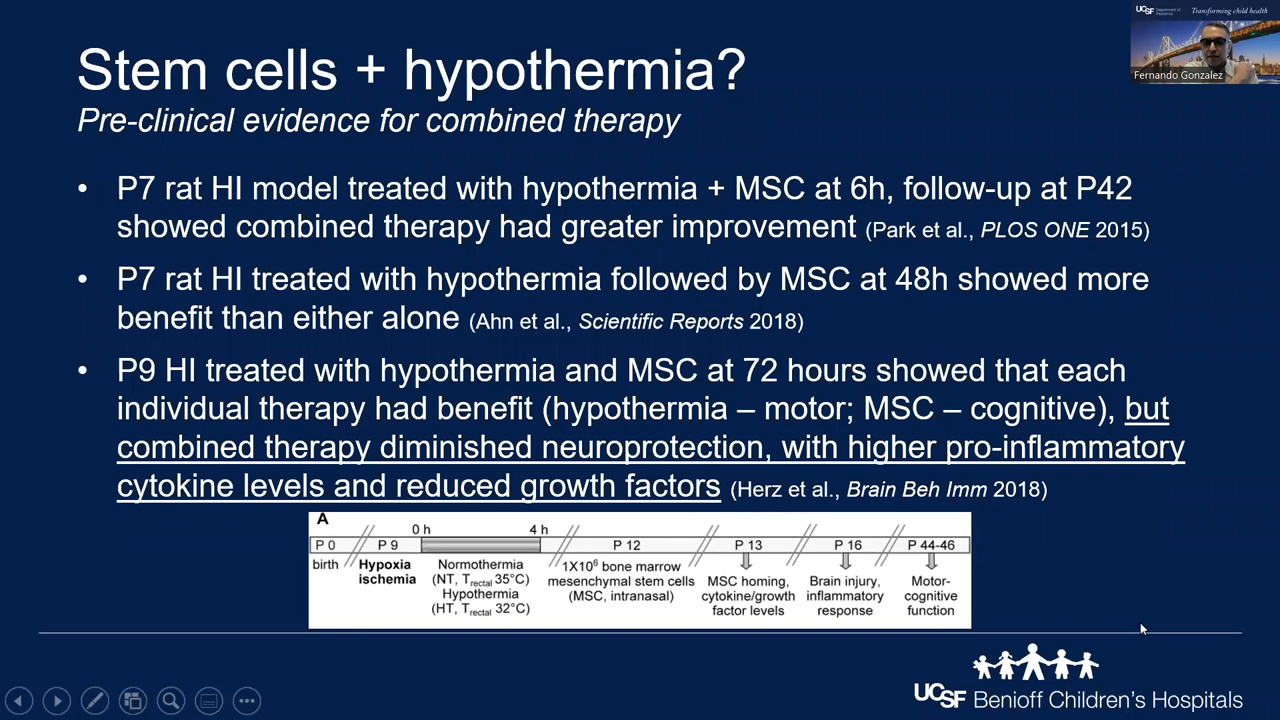 UCSF Department of Pediatrics
Transforming child health
Fernando Gonzalez
Stem cells + hypothermia?
Pre-clinical evidence for combined therapy
• P7 rat HI model treated with hypothermia + MSC at 6h, follow-up at P42
showed combined therapy had greater improvement (Park et al., PLOS ONE 2015)
• P7 rat HI treated with hypothermia followed by MSC at 48h showed more
benefit than either alone (Ahn et al., Scientific Reports 2018)
• P9 HI treated with hypothermia and MSC at 72 hours showed that each
individual therapy had benefit (hypothermia – motor; MSC – cognitive), but
combined therapy diminished neuroprotection, with higher pro-inflammatory
cytokine levels and reduced growth factors (Herz et al., Brain Beh Imm 2018)
A
0 h 4 h
P 0 P 9 P 12 P 13 P 16 P 44-46
birth
Hypoxia
ischemia
Normothermia
(NT, Trectal 35°C)
Hypothermia
(HT, Trectal 32°C)
1X10⁶ bone marrow
mesenchymal stem cells
(MSC, intranasal)
MSC homing,
cytokine/growth
factor levels
Brain injury,
inflammatory
response
Motor-
cognitive
function
UCSF Benioff Children's Hospitals